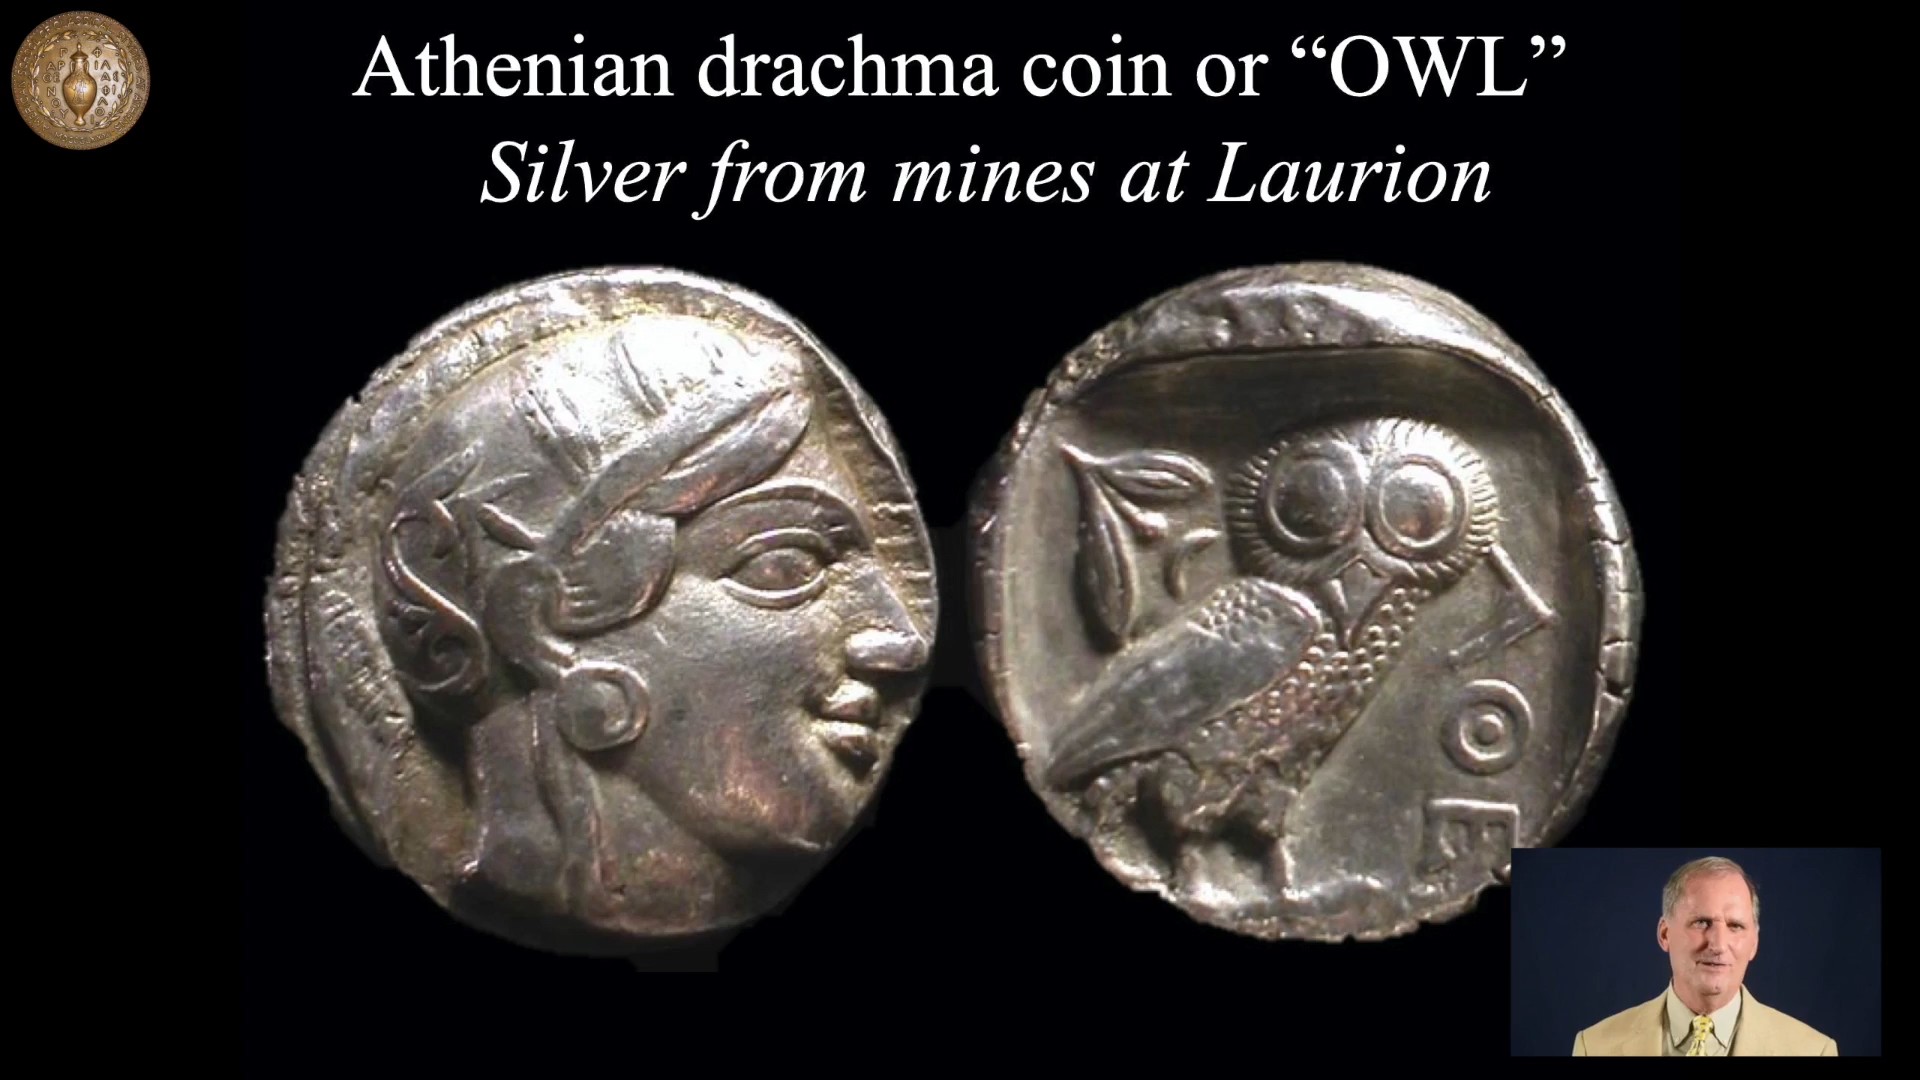 Athenian drachma coin or “OWL”
Silver from mines at Laurion
ΑΘΕ